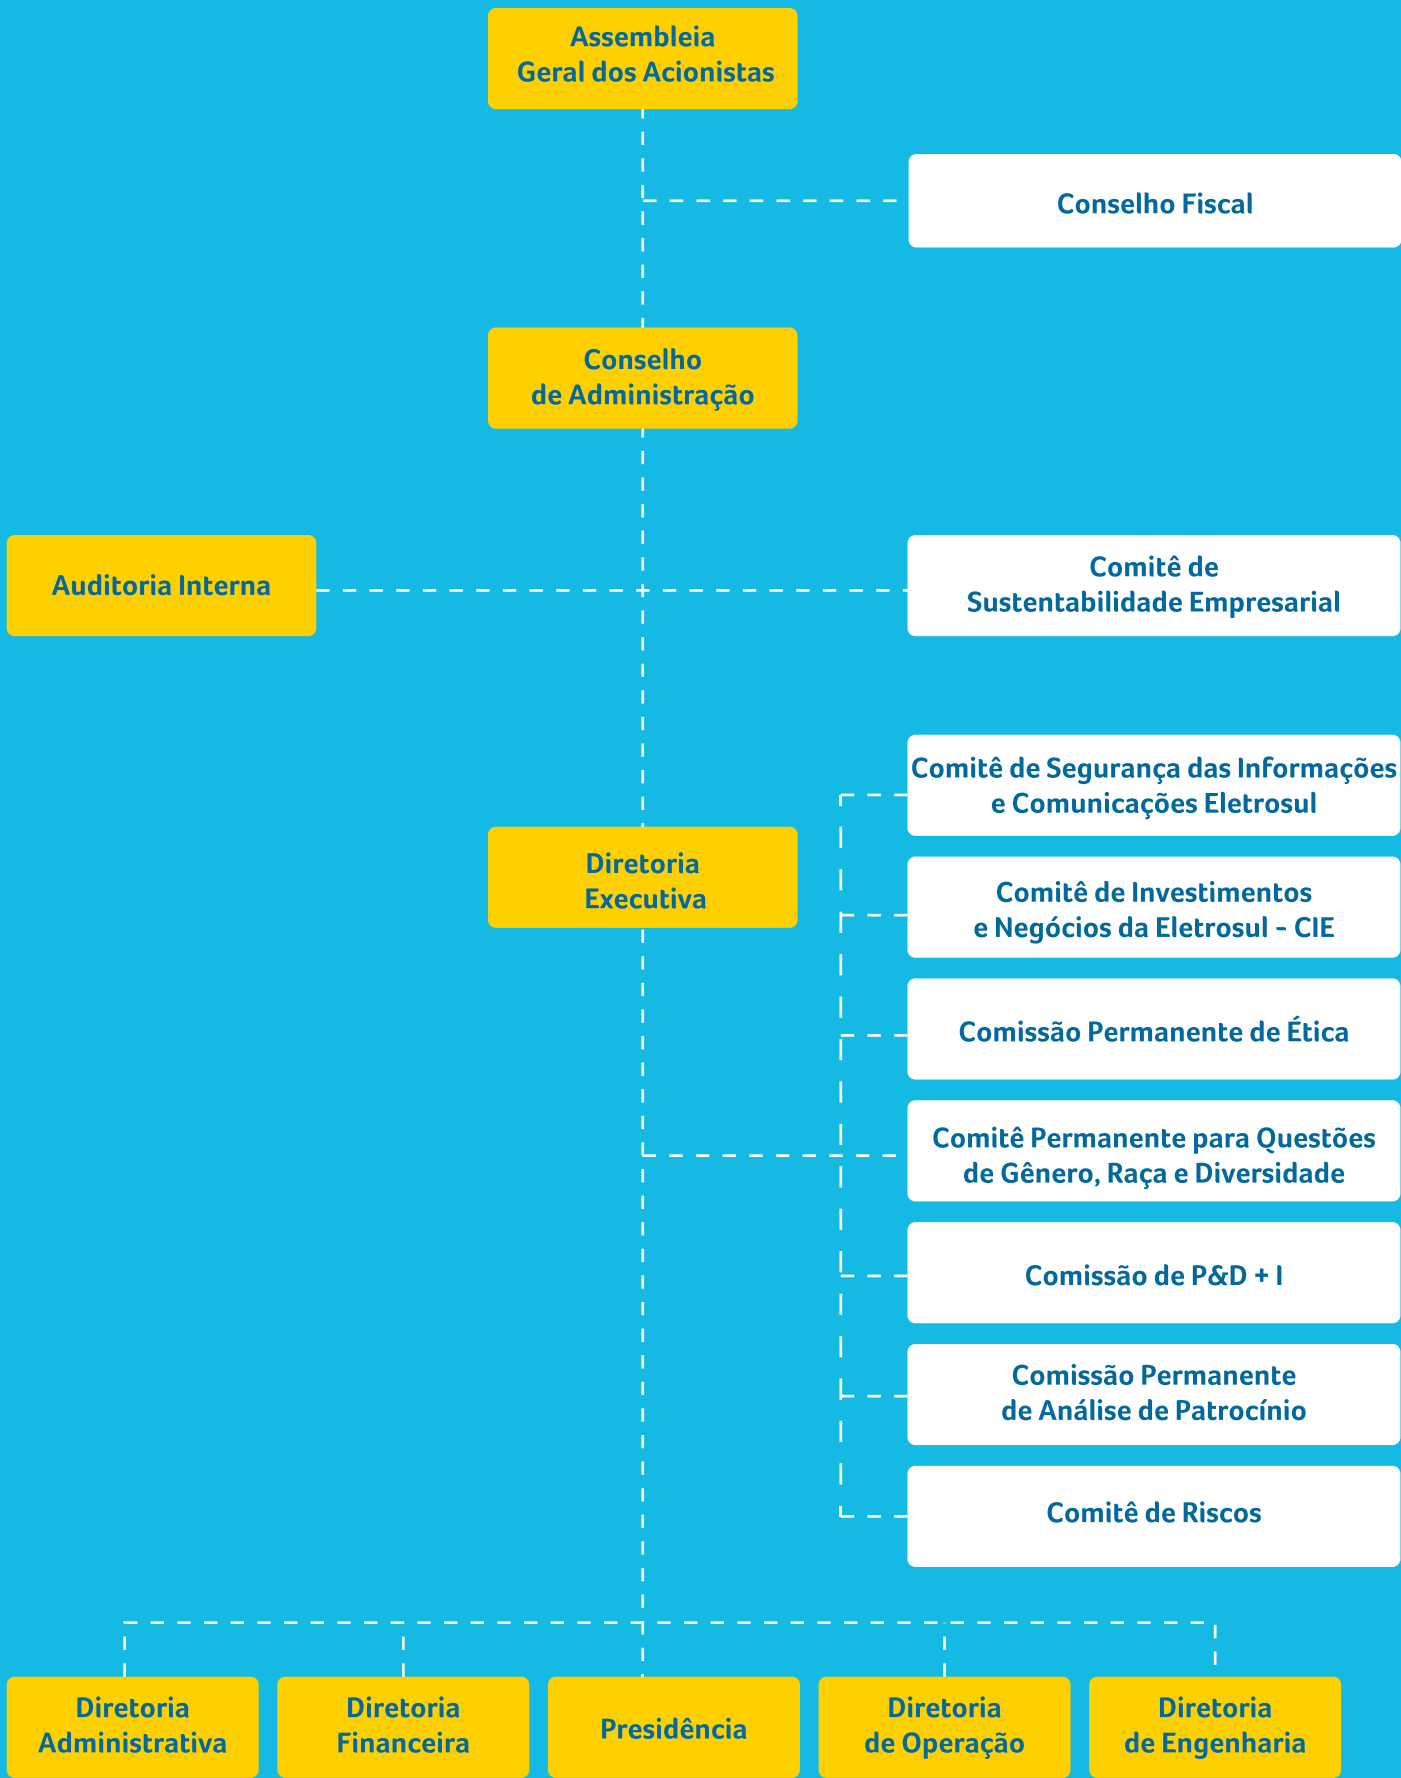 Assembleia
Geral dos Acionistas
Conselho Fiscal
Conselho
de Administração
Auditoria Interna
Comitê de
Sustentabilidade Empresarial
Comitê de Segurança das Informações
e Comunicações Eletrosul
Diretoria
Executiva
Comitê de Investimentos
e Negócios da Eletrosul - CIE
Comissão Permanente de Ética
Comitê Permanente para Questões
de Gênero, Raça e Diversidade
Comissão de P&D + I
Comissão Permanente
de Análise de Patrocínio
Comitê de Riscos
Diretoria
Administrativa
Diretoria
Financeira
Presidência
Diretoria
de Operação
Diretoria
de Engenharia